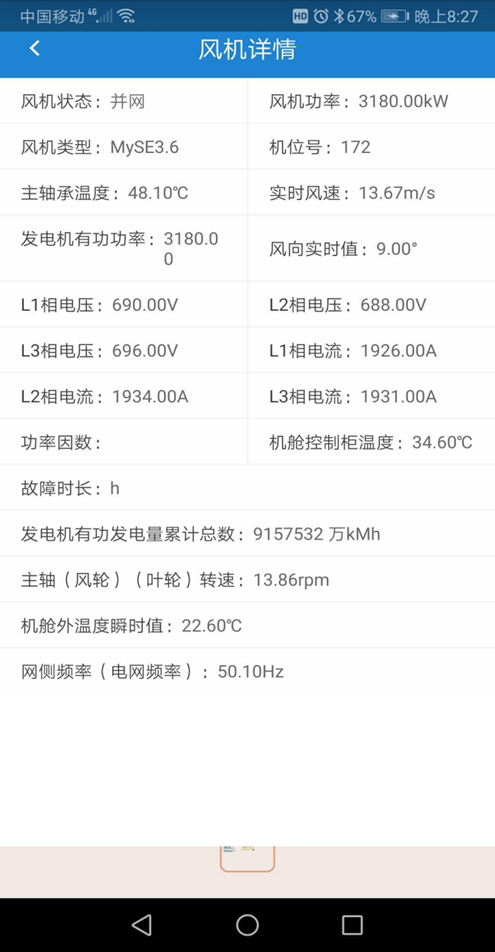 中国移动 4G HD 67% 晚上8:27
风机详情
风机状态：并网
风机功率：3180.00kW
风机类型：MySE3.6
机位号：172
主轴承温度：48.10℃
实时风速：13.67m/s
发电机有功功率：3180.0
0
风向实时值：9.00°
L1相电压：690.00V
L2相电压：688.00V
L3相电压：696.00V
L1相电流：1926.00A
L2相电流：1934.00A
L3相电流：1931.00A
功率因数：
机舱控制柜温度：34.60℃
故障时长：h
发电机有功发电量累计总数：9157532 万kMh
主轴（风轮）（叶轮）转速：13.86rpm
机舱外温度瞬时值：22.60℃
网侧频率（电网频率）：50.10Hz